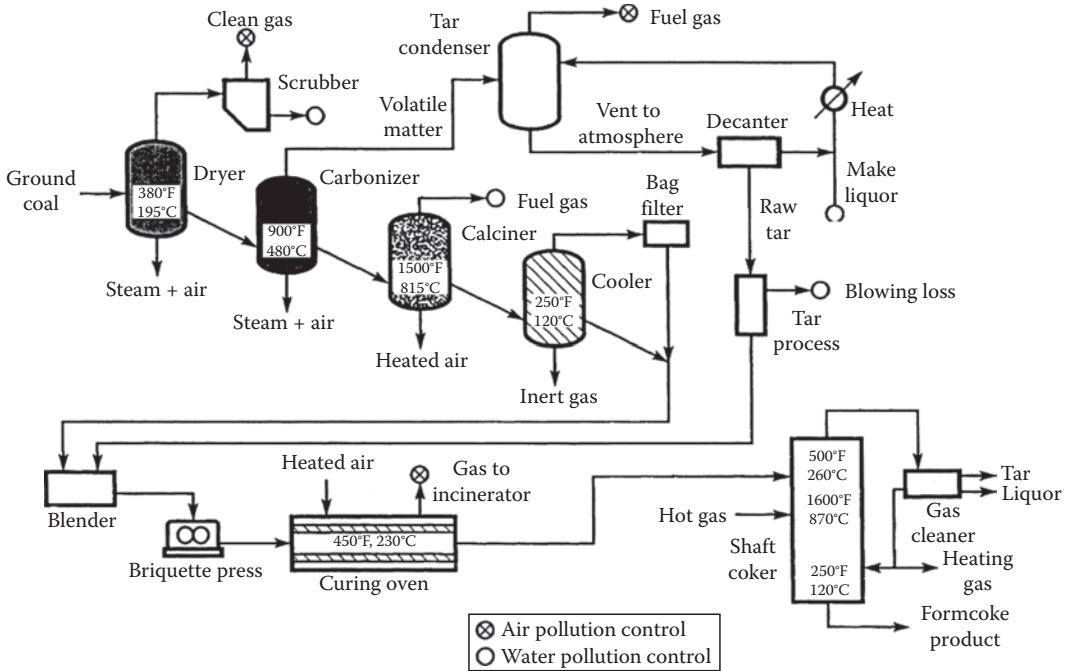 Clean gas
Scrubber
Ground
coal
Dryer
380°F
195°C
Steam + air
Volatile
matter
Carbonizer
900°F
480°C
Steam + air
Tar
condenser
Fuel gas
Vent to
atmosphere
Decanter
Heat
Make
liquor
Raw
tar
Fuel gas
Calciner
1500°F
815°C
Heated air
Bag
filter
Cooler
250°F
120°C
Inert gas
Blowing loss
Tar
process
Blender
Briquette press
Heated air
Gas to
incinerator
450°F, 230°C
Curing oven
Hot gas
Shaft
coker
500°F
260°C
1600°F
870°C
250°F
120°C
Tar
Liquor
Gas
cleaner
Heating
gas
Formcoke
product
Air pollution control
Water pollution control